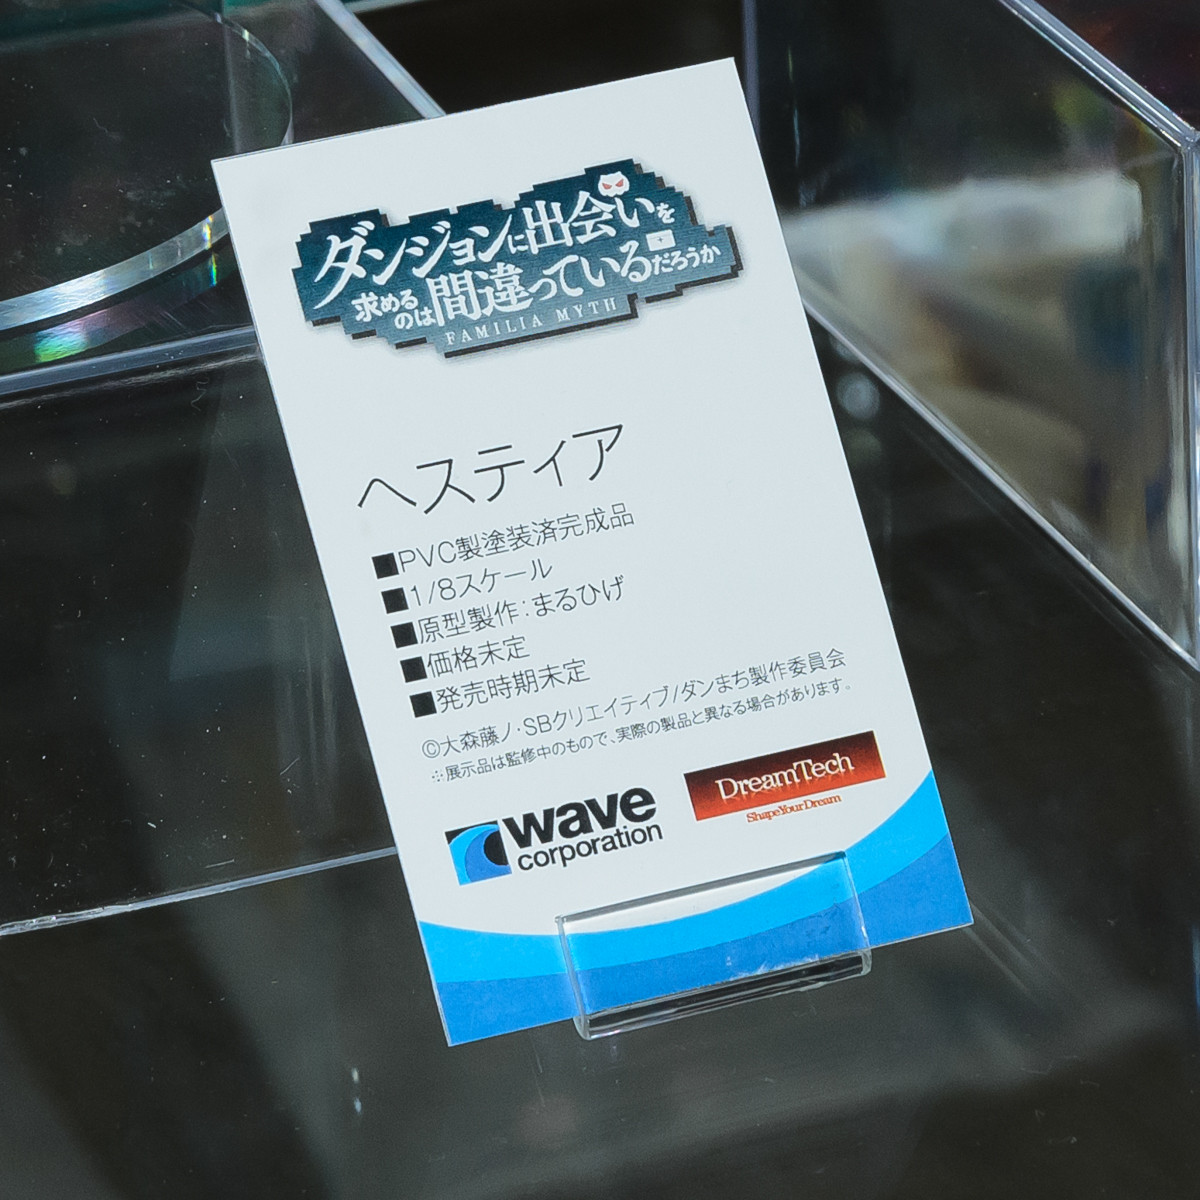 ダンジョンに出会いを
求めるのは間違っているだろうか
FAMILIA MYTH
ヘスティア
■PVC製塗装済完成品
■1/8スケール
■原型製作：まるひげ
■価格未定
■発売時期未定
©大森藤ノ・SBクリエイティブ/ダンまち製作委員会
※展示品は監修中のもので、実際の製品と異なる場合があります。
wave
corporation
DreamTech
ShapeYourDream